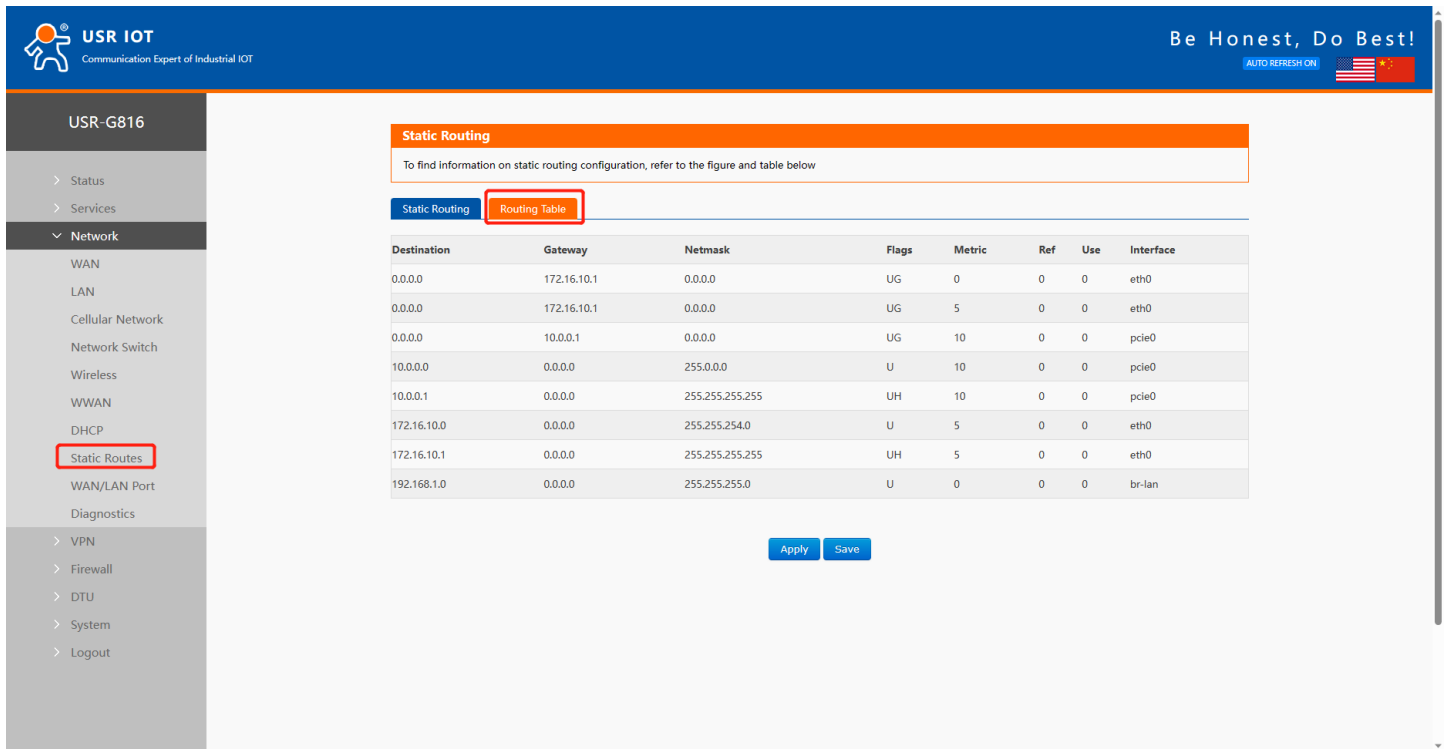 USR IOT
Communication Expert of Industrial IOT
Be Honest, Do Best!
AUTO REFRESH ON
USR-G816
Status
Services
Network
WAN
LAN
Cellular Network
Network Switch
Wireless
WWAN
DHCP
Static Routes
WAN/LAN Port
Diagnostics
VPN
Firewall
DTU
System
Logout
Static Routing
To find information on static routing configuration, refer to the figure and table below
Static Routing Routing Table
Destination Gateway Netmask Flags Metric Ref Use Interface
0.0.0.0 172.16.10.1 0.0.0.0 UG 0 0 0 eth0
0.0.0.0 172.16.10.1 0.0.0.0 UG 5 0 0 eth0
0.0.0.0 10.0.0.1 0.0.0.0 UG 10 0 0 pcie0
10.0.0.0 0.0.0.0 255.0.0.0 U 10 0 0 pcie0
10.0.0.1 0.0.0.0 255.255.255.255 UH 10 0 0 pcie0
172.16.10.0 0.0.0.0 255.255.254.0 U 5 0 0 eth0
172.16.10.1 0.0.0.0 255.255.255.255 UH 5 0 0 eth0
192.168.1.0 0.0.0.0 255.255.255.0 U 0 0 0 br-lan
Apply Save